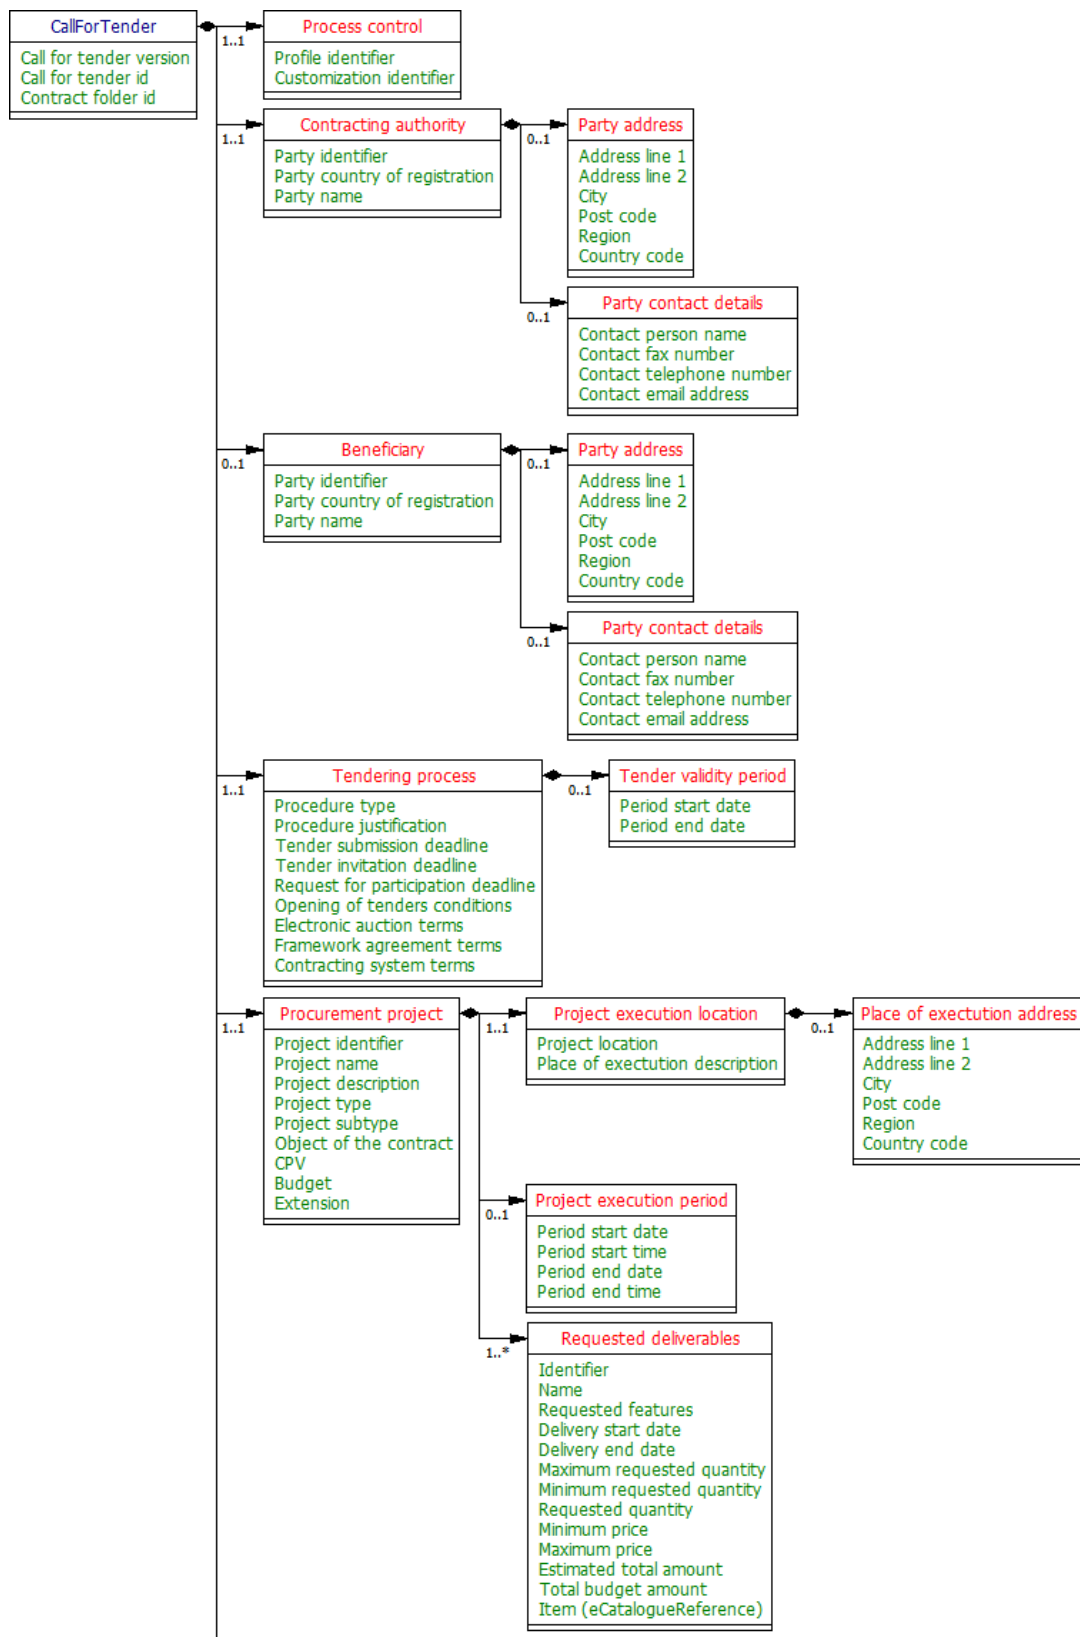 CallForTender
Call for tender version
Call for tender id
Contract folder id
1..1
Process control
Profile identifier
Customization identifier
1..1
Contracting authority
Party identifier
Party country of registration
Party name
0..1
Party address
Address line 1
Address line 2
City
Post code
Region
Country code
0..1
Party contact details
Contact person name
Contact fax number
Contact telephone number
Contact email address
0..1
Beneficiary
Party identifier
Party country of registration
Party name
0..1
Party address
Address line 1
Address line 2
City
Post code
Region
Country code
0..1
Party contact details
Contact person name
Contact fax number
Contact telephone number
Contact email address
1..1
Tendering process
Procedure type
Procedure justification
Tender submission deadline
Tender invitation deadline
Request for participation deadline
Opening of tenders conditions
Electronic auction terms
Framework agreement terms
Contracting system terms
0..1
Tender validity period
Period start date
Period end date
1..1
Procurement project
Project identifier
Project name
Project description
Project type
Project subtype
Object of the contract
CPV
Budget
Extension
1..1
Project execution location
Project location
Place of exectution description
0..1
Place of exectution address
Address line 1
Address line 2
City
Post code
Region
Country code
0..1
Project execution period
Period start date
Period start time
Period end date
Period end time
1..*
Requested deliverables
Identifier
Name
Requested features
Delivery start date
Delivery end date
Maximum requested quantity
Minimum requested quantity
Requested quantity
Minimum price
Maximum price
Estimated total amount
Total budget amount
Item (eCatalogueReference)